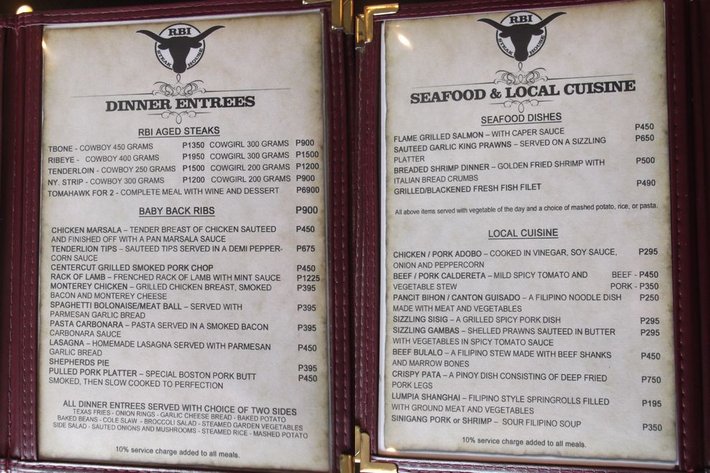 RBI
STEAK HOUSE
DINNER ENTREES
RBI AGED STEAKS
TBONE - COWBOY 450 GRAMS P1350 COWGIRL 300 GRAMS P900
RIBEYE - COWBOY 400 GRAMS P1950 COWGIRL 300 GRAMS P1500
TENDERLOIN - COWBOY 250 GRAMS P1500 COWGIRL 200 GRAMS P1200
NY. STRIP - COWBOY 300 GRAMS P1200 COWGIRL 200 GRAMS P900
TOMAHAWK FOR 2 - COMPLETE MEAL WITH WINE AND DESSERT P6900
BABY BACK RIBS P900
CHICKEN MARSALA – TENDER BREAST OF CHICKEN SAUTEED P450
AND FINISHED OFF WITH A PAN MARSALA SAUCE
TENDERLION TIPS – SAUTEED TIPS SERVED IN A DEMI PEPPER- P675
CORN SAUCE
CENTERCUT GRILLED SMOKED PORK CHOP P450
RACK OF LAMB – FRENCHED RACK OF LAMB WITH MINT SAUCE P1225
MONTEREY CHICKEN – GRILLED CHICKEN BREAST, SMOKED P395
BACON AND MONTEREY CHEESE
SPAGHETTI BOLONAISE/MEAT BALL – SERVED WITH P395
PARMESAN GARLIC BREAD
PASTA CARBONARA – PASTA SERVED IN A SMOKED BACON P395
CARBONARA SAUCE
LASAGNA – HOMEMADE LASAGNA SERVED WITH PARMESAN P450
GARLIC BREAD
SHEPHERDS PIE P395
PULLED PORK PLATTER – SPECIAL BOSTON PORK BUTT P450
SMOKED, THEN SLOW COOKED TO PERFECTION
ALL DINNER ENTREES SERVED WITH CHOICE OF TWO SIDES
TEXAS FRIES - ONION RINGS - GARLIC CHEESE BREAD - BAKED POTATO
BAKED BEANS - COLE SLAW - BROCCOLI SALAD - STEAMED GARDEN VEGETABLES
SIDE SALAD - SAUTED ONIONS AND MUSHROOMS - STEAMED RICE - MASHED POTATO
10% service charge added to all meals.
RBI
STEAK HOUSE
SEAFOOD & LOCAL CUISINE
SEAFOOD DISHES
FLAME GRILLED SALMON – WITH CAPER SAUCE P450
SAUTEED GARLIC KING PRAWNS – SERVED ON A SIZZLING P650
PLATTER
BREADED SHRIMP DINNER - GOLDEN FRIED SHRIMP WITH P500
ITALIAN BREAD CRUMBS
GRILLED/BLACKENED FRESH FISH FILET P490
All above items served with vegetable of the day and a choice of mashed potato, rice, or pasta.
LOCAL CUISINE
CHICKEN / PORK ADOBO – COOKED IN VINEGAR, SOY SAUCE, P295
ONION AND PEPPERCORN
BEEF / PORK CALDERETA – MILD SPICY TOMATO AND BEEF - P450
VEGETABLE STEW PORK - P350
PANCIT BIHON / CANTON GUISADO – A FILIPINO NOODLE DISH P250
MADE WITH MEAT AND VEGETABLES
SIZZLING SISIG – A GRILLED SPICY PORK DISH P295
SIZZLING GAMBAS – SHELLED PRAWNS SAUTEED IN BUTTER P295
WITH VEGETABLES IN SPICY TOMATO SAUCE
BEEF BULALO – A FILIPINO STEW MADE WITH BEEF SHANKS P450
AND MARROW BONES
CRISPY PATA – A PINOY DISH CONSISTING OF DEEP FRIED P750
PORK LEGS
LUMPIA SHANGHAI – FILIPINO STYLE SPRINGROLLS FILLED P195
WITH GROUND MEAT AND VEGETABLES
SINIGANG PORK or SHRIMP – SOUR FILIPINO SOUP P350
10% service charge added to all meals.